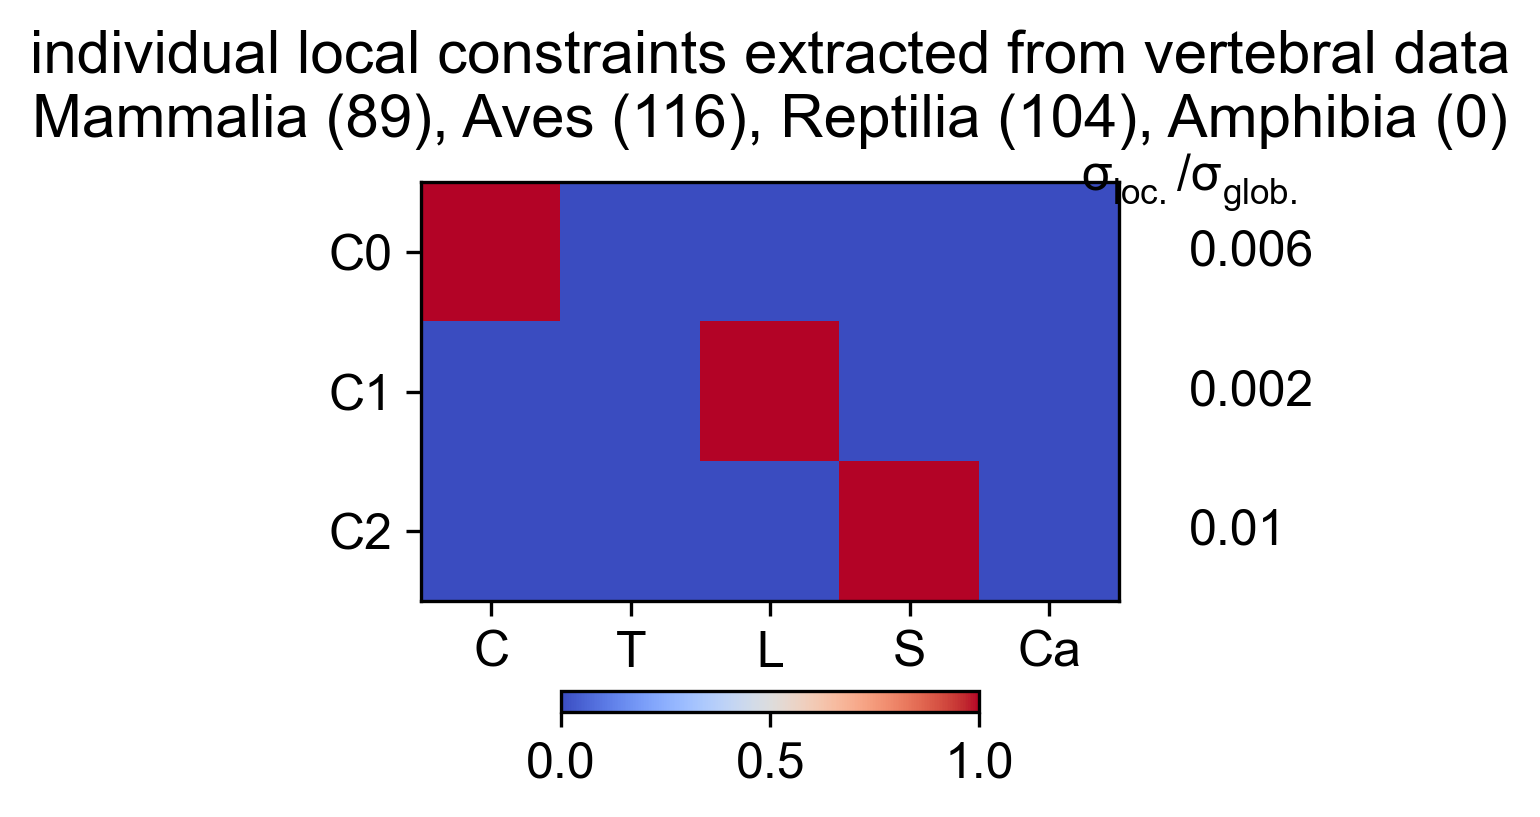 individual local constraints extracted from vertebral data
Mammalia (89), Aves (116), Reptilia (104), Amphibia (0)
σloc. /σglob.
C0 0.006
C1 0.002
C2 0.01
C T L S Ca
0.0 0.5 1.0